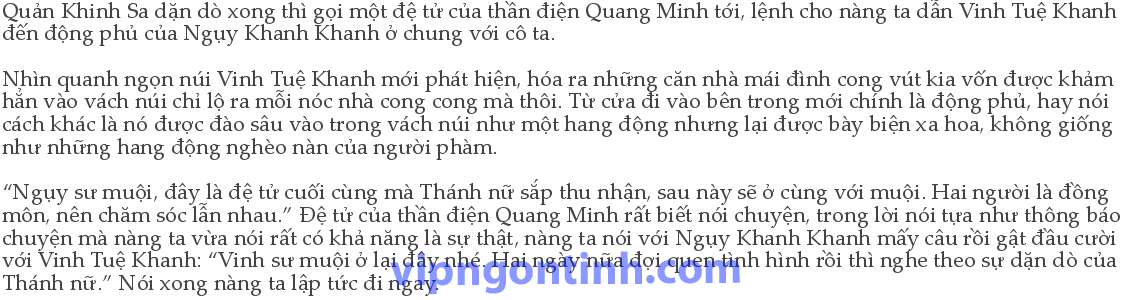 Quản Khinh Sa dặn dò xong thì gọi một đệ tử của thần điện Quang Minh tới, lệnh cho nàng ta dẫn Vinh Tuệ Khanh
đến động phủ của Ngụy Khanh Khanh ở chung với cô ta.
Nhìn quanh ngọn núi Vinh Tuệ Khanh mới phát hiện, hóa ra những căn nhà mái đình cong vút kia vốn được khảm
hẳn vào vách núi chỉ lộ ra mỗi nóc nhà cong cong mà thôi. Từ cửa đi vào bên trong mới chính là động phủ, hay nói
cách khác là nó được đào sâu vào trong vách núi như một hang động nhưng lại được bày biện xa hoa, không giống
như những hang động nghèo nàn của người phàm.
“Ngụy sư muội, đây là đệ tử cuối cùng mà Thánh nữ sắp thu nhận, sau này sẽ ở cùng với muội. Hai người là đồng
môn, nên chăm sóc lẫn nhau.” Đệ tử của thần điện Quang Minh rất biết nói chuyện, trong lời nói tựa như thông báo
chuyện mà nàng ta vừa nói rất có khả năng là sự thật, nàng ta nói với Ngụy Khanh Khanh mấy câu rồi gật đầu cười
với Vinh Tuệ Khanh: “Vinh sư muội ở lại đây nhé. Hai ngày nữa đợi quen tình hình rồi thì nghe theo sự dặn dò của
Thánh nữ.” Nói xong nàng ta lập tức đi ngay.
vipngontinh.com